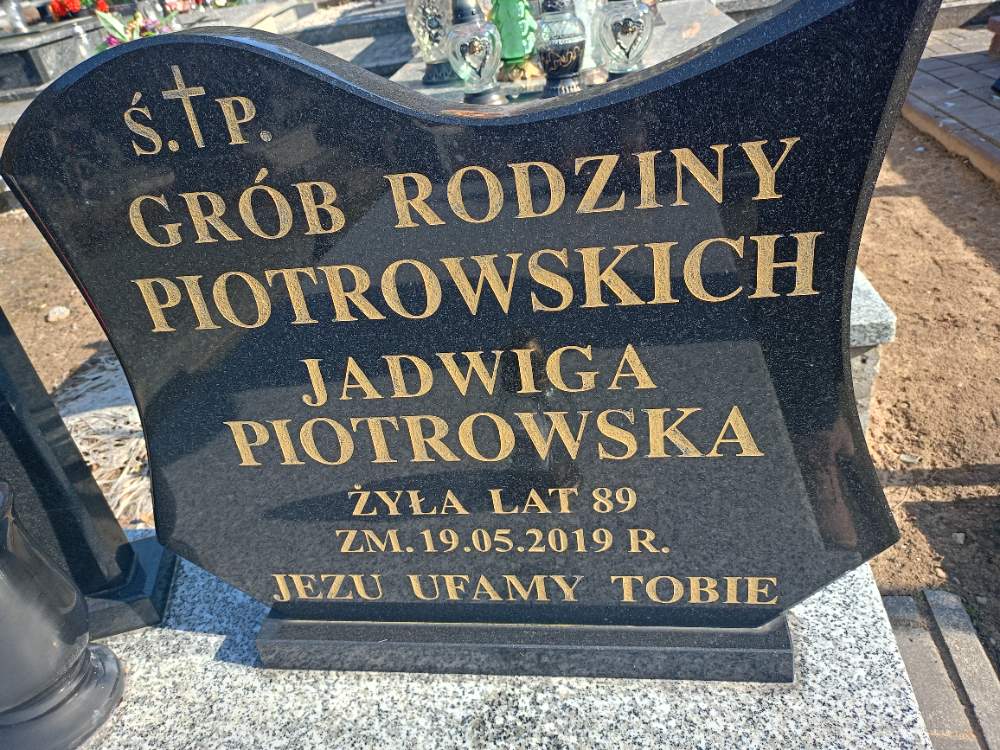 Ś.†P.
GRÓB RODZINY
PIOTROWSKICH
JADWIGA
PIOTROWSKA
ŻYŁA LAT 89
ZM.19.05.2019 R.
JEZU UFAMY TOBIE